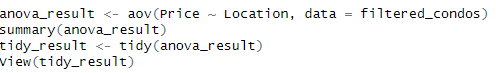 anova_result <- aov(Price ~ Location, data = filtered_condos)
summary(anova_result)
tidy_result <- tidy(anova_result)
view(tidy_result)